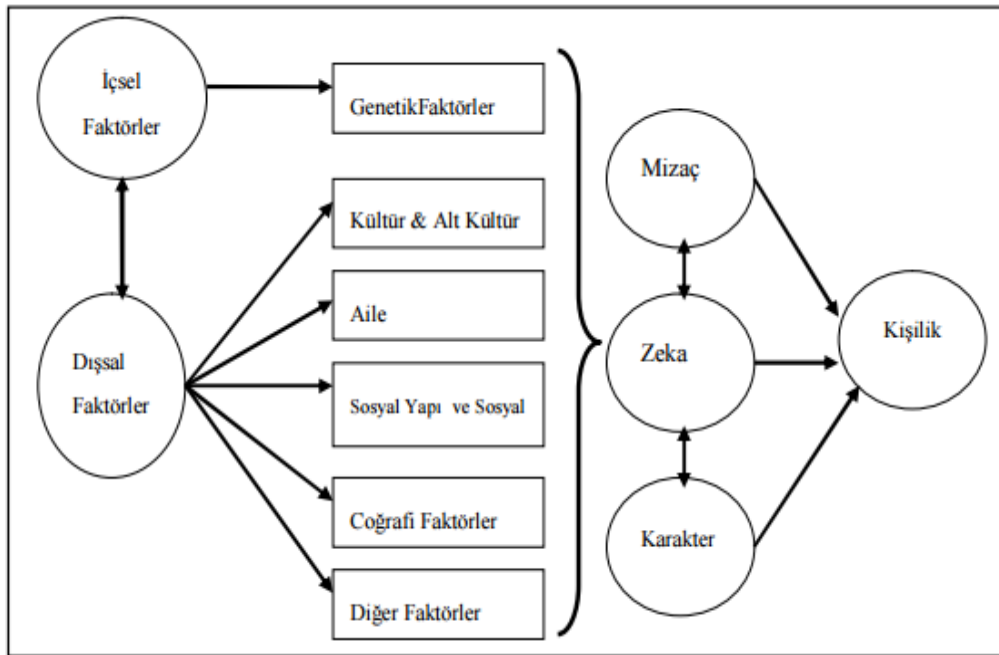 İçsel
Faktörler
GenetikFaktörler
Kültür & Alt Kültür
Aile
Dışsal
Faktörler
Sosyal Yapı ve Sosyal
Coğrafi Faktörler
Diğer Faktörler
Mizaç
Zeka
Karakter
Kişilik